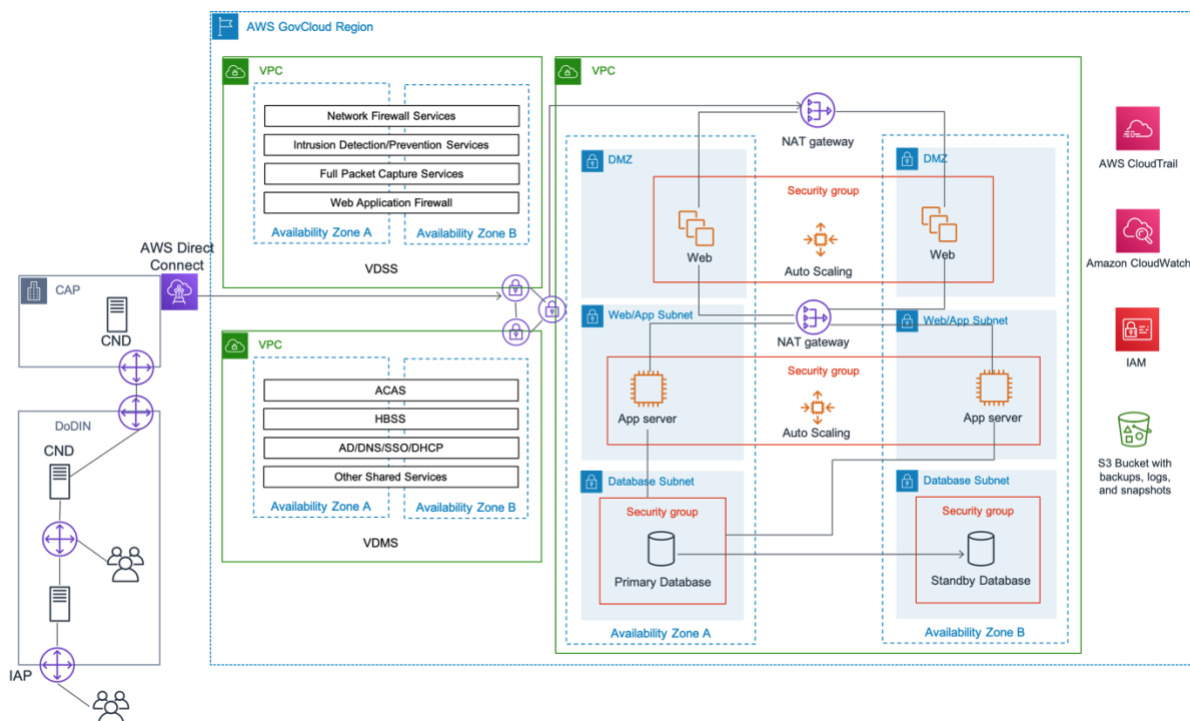 AWS GovCloud Region
VPC
Network Firewall Services
Intrusion Detection/Prevention Services
Full Packet Capture Services
Web Application Firewall
Availability Zone A
Availability Zone B
VDSS
AWS Direct
Connect
CAP
CND
DoDIN
CND
IAP
VPC
ACAS
HBSS
AD/DNS/SSO/DHCP
Other Shared Services
Availability Zone A
Availability Zone B
VDMS
VPC
NAT gateway
DMZ
DMZ
Security group
Web
Auto Scaling
Web
Web/App Subnet
NAT gateway
Web/App Subnet
Security group
App server
Auto Scaling
App server
Database Subnet
Database Subnet
Security group
Security group
Primary Database
Standby Database
Availability Zone A
Availability Zone B
AWS CloudTrail
Amazon CloudWatch
IAM
S3 Bucket with
backups, logs,
and snapshots